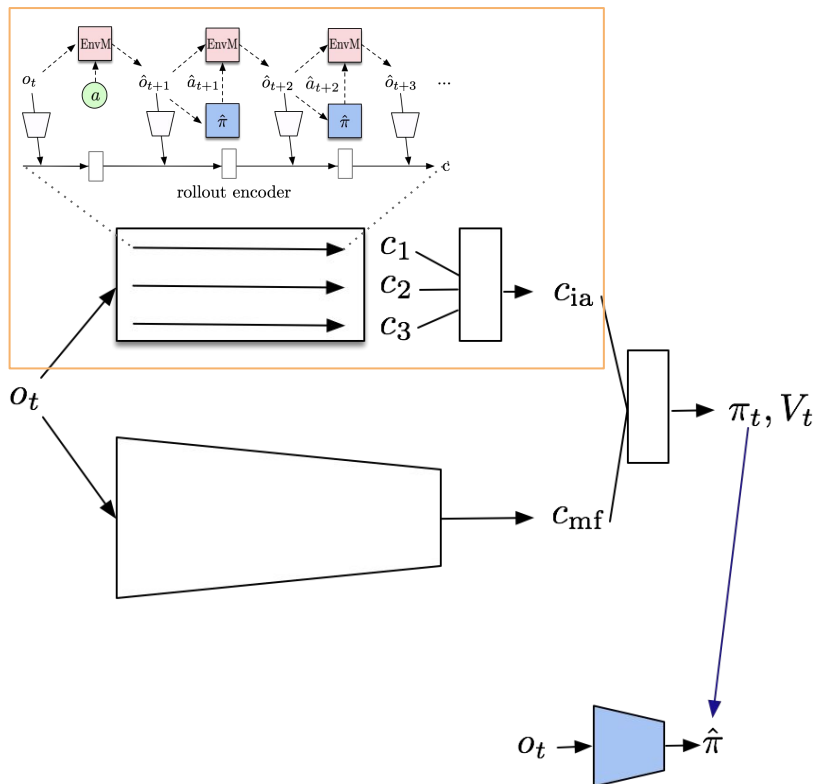 EnvM EnvM EnvM
o_t ô_{t+1} â_{t+1} ô_{t+2} â_{t+2} ô_{t+3} ...
a π̂ π̂
c
rollout encoder
c_1
c_2 c_ia
c_3
o_t π_t, V_t
c_mf
o_t π̂